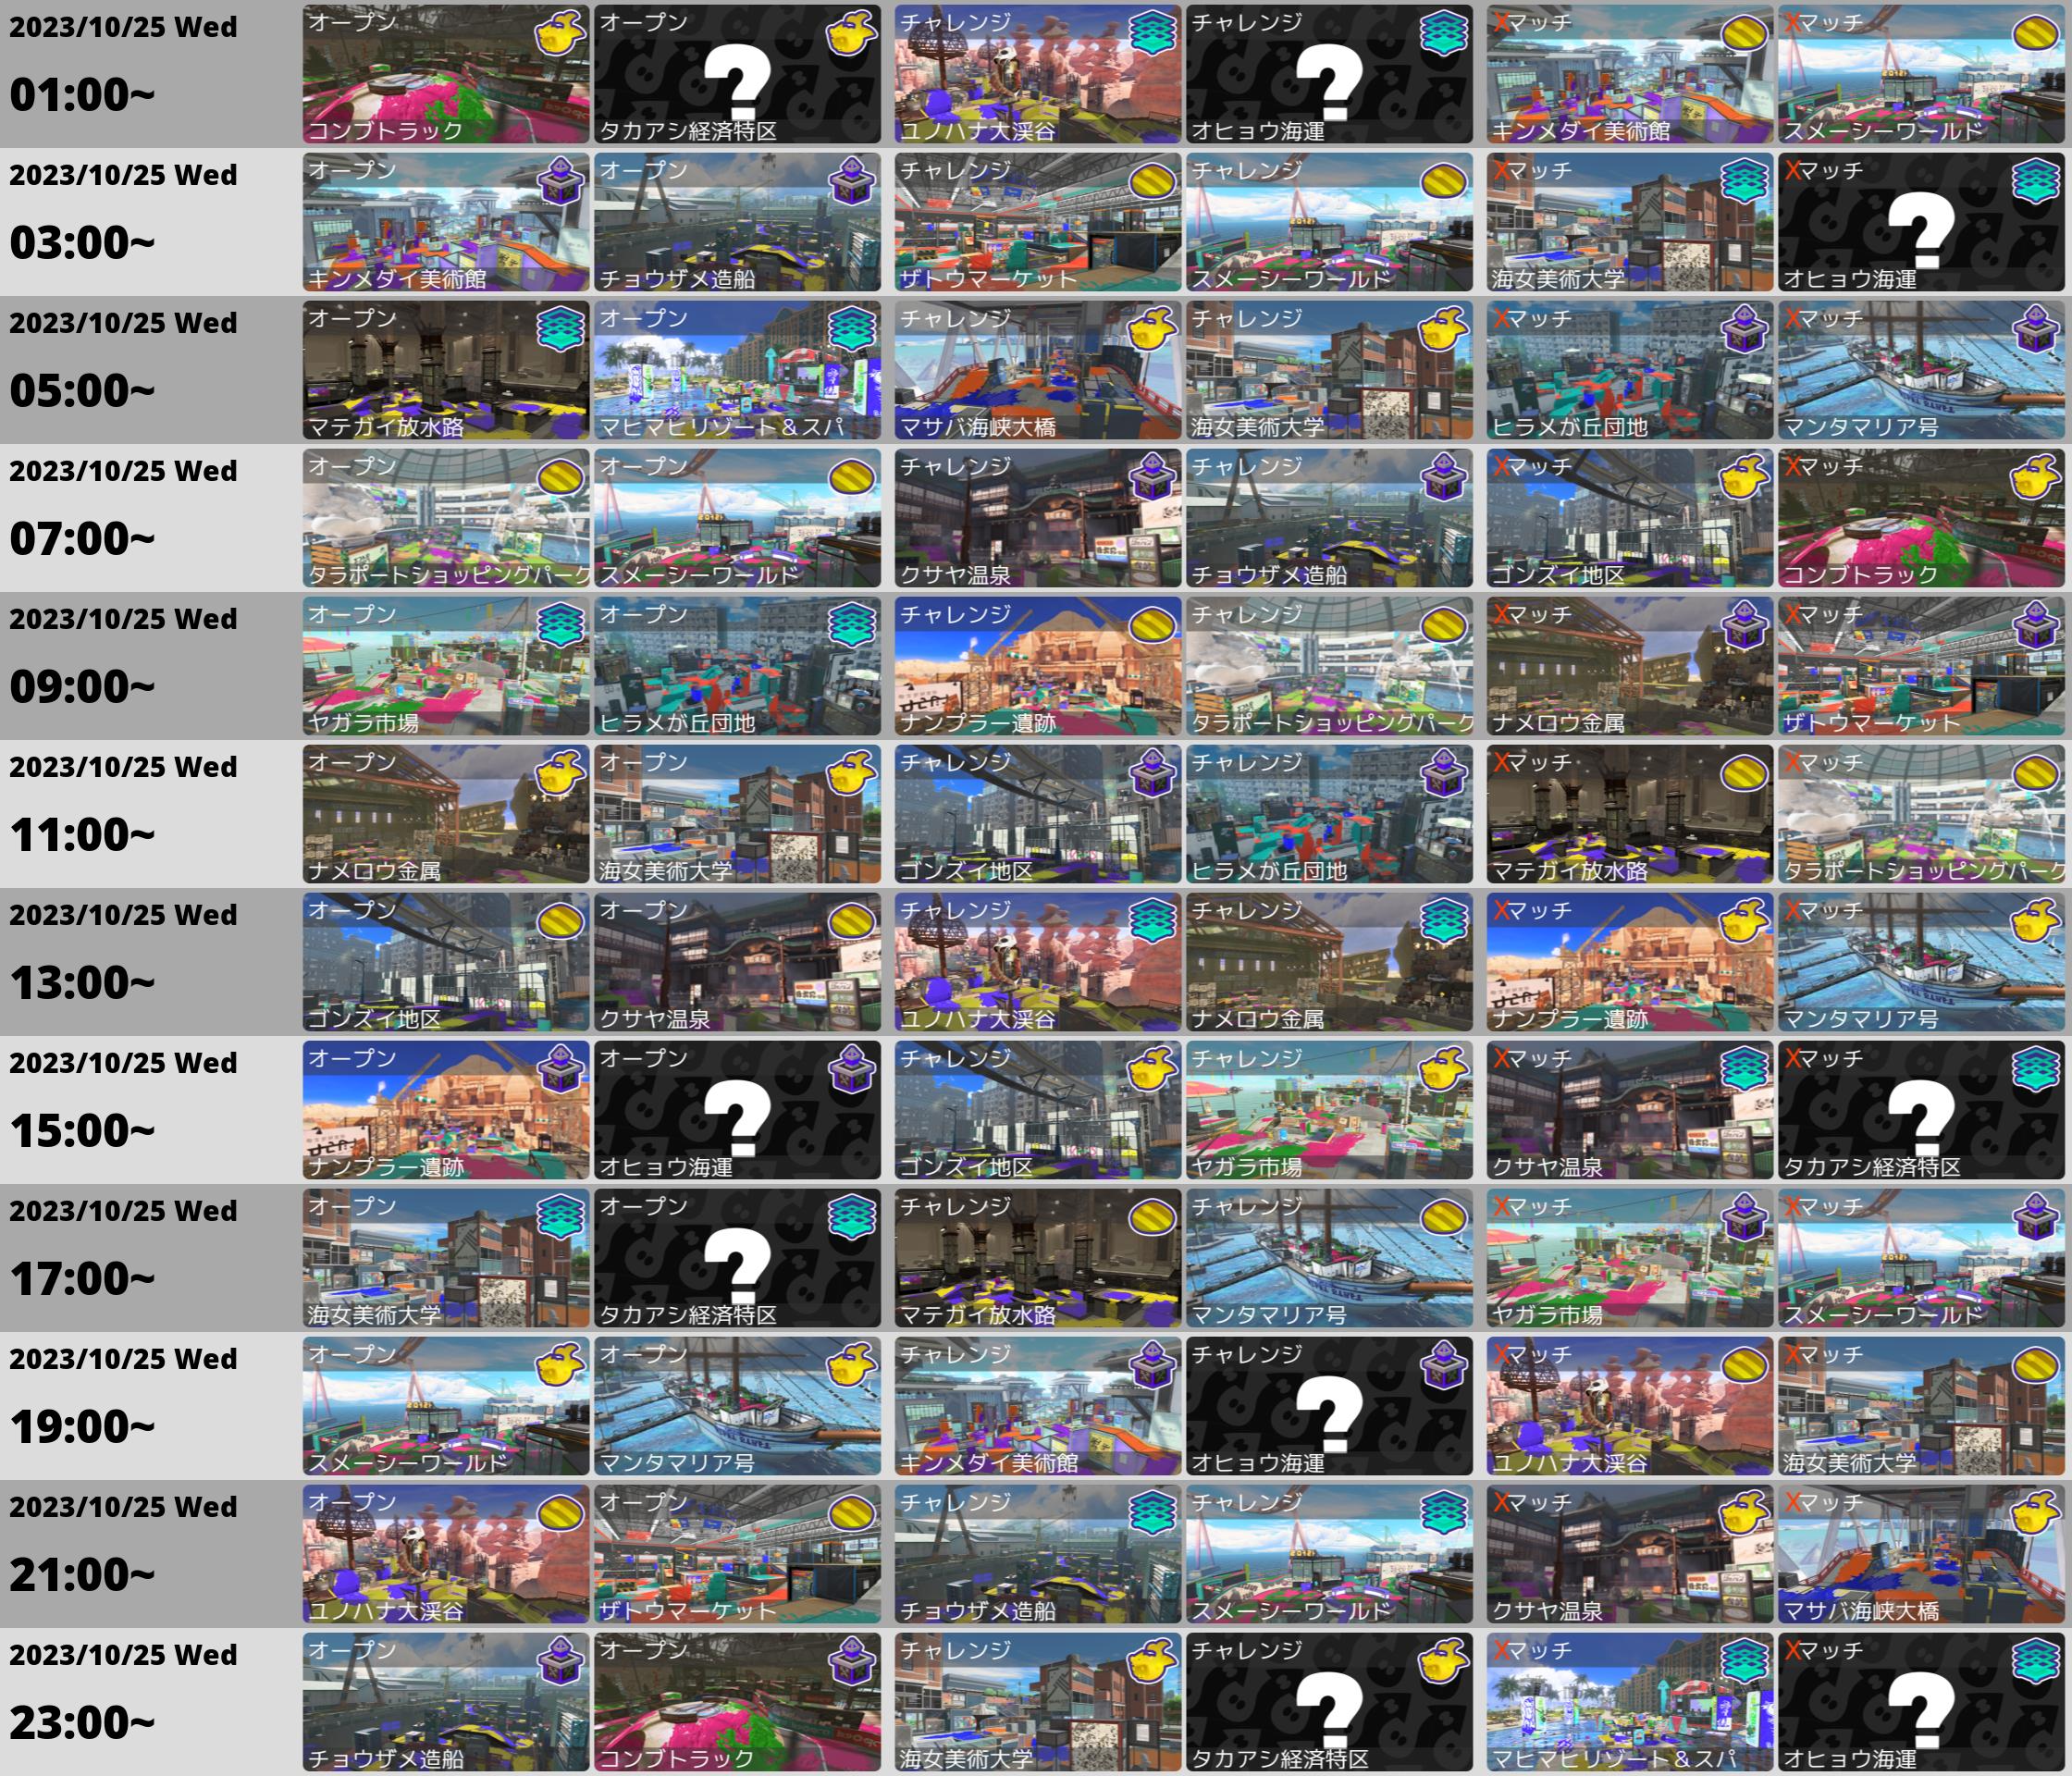 2023/10/25 Wed
01:00~
オープン
コンブトラック
オープン
タカアシ経済特区
チャレンジ
ユノハナ大渓谷
チャレンジ
オヒョウ海運
Xマッチ
キンメダイ美術館
Xマッチ
スメーシーワールド
2023/10/25 Wed
03:00~
オープン
キンメダイ美術館
オープン
チョウザメ造船
チャレンジ
ザトウマーケット
チャレンジ
スメーシーワールド
Xマッチ
海女美術大学
Xマッチ
オヒョウ海運
2023/10/25 Wed
05:00~
オープン
マテガイ放水路
オープン
マヒマヒリゾート＆スパ
チャレンジ
マサバ海峡大橋
チャレンジ
海女美術大学
Xマッチ
ヒラメが丘団地
Xマッチ
マンタマリア号
2023/10/25 Wed
07:00~
オープン
タラポートショッピングパーク
オープン
スメーシーワールド
チャレンジ
クサヤ温泉
チャレンジ
チョウザメ造船
Xマッチ
ゴンズイ地区
Xマッチ
コンブトラック
2023/10/25 Wed
09:00~
オープン
ヤガラ市場
オープン
ヒラメが丘団地
チャレンジ
ナンプラー遺跡
チャレンジ
タラポートショッピングパーク
Xマッチ
ナメロウ金属
Xマッチ
ザトウマーケット
2023/10/25 Wed
11:00~
オープン
ナメロウ金属
オープン
海女美術大学
チャレンジ
ゴンズイ地区
チャレンジ
ヒラメが丘団地
Xマッチ
マテガイ放水路
Xマッチ
タラポートショッピングパーク
2023/10/25 Wed
13:00~
オープン
ゴンズイ地区
オープン
クサヤ温泉
チャレンジ
ユノハナ大渓谷
チャレンジ
ナメロウ金属
Xマッチ
ナンプラー遺跡
Xマッチ
マンタマリア号
2023/10/25 Wed
15:00~
オープン
ナンプラー遺跡
オープン
オヒョウ海運
チャレンジ
ゴンズイ地区
チャレンジ
ヤガラ市場
Xマッチ
クサヤ温泉
Xマッチ
タカアシ経済特区
2023/10/25 Wed
17:00~
オープン
海女美術大学
オープン
タカアシ経済特区
チャレンジ
マテガイ放水路
チャレンジ
マンタマリア号
Xマッチ
ヤガラ市場
Xマッチ
スメーシーワールド
2023/10/25 Wed
19:00~
オープン
スメーシーワールド
オープン
マンタマリア号
チャレンジ
キンメダイ美術館
チャレンジ
オヒョウ海運
Xマッチ
ユノハナ大渓谷
Xマッチ
海女美術大学
2023/10/25 Wed
21:00~
オープン
ユノハナ大渓谷
オープン
ザトウマーケット
チャレンジ
チョウザメ造船
チャレンジ
スメーシーワールド
Xマッチ
クサヤ温泉
Xマッチ
マサバ海峡大橋
2023/10/25 Wed
23:00~
オープン
チョウザメ造船
オープン
コンブトラック
チャレンジ
海女美術大学
チャレンジ
タカアシ経済特区
Xマッチ
マヒマヒリゾート＆スパ
Xマッチ
オヒョウ海運